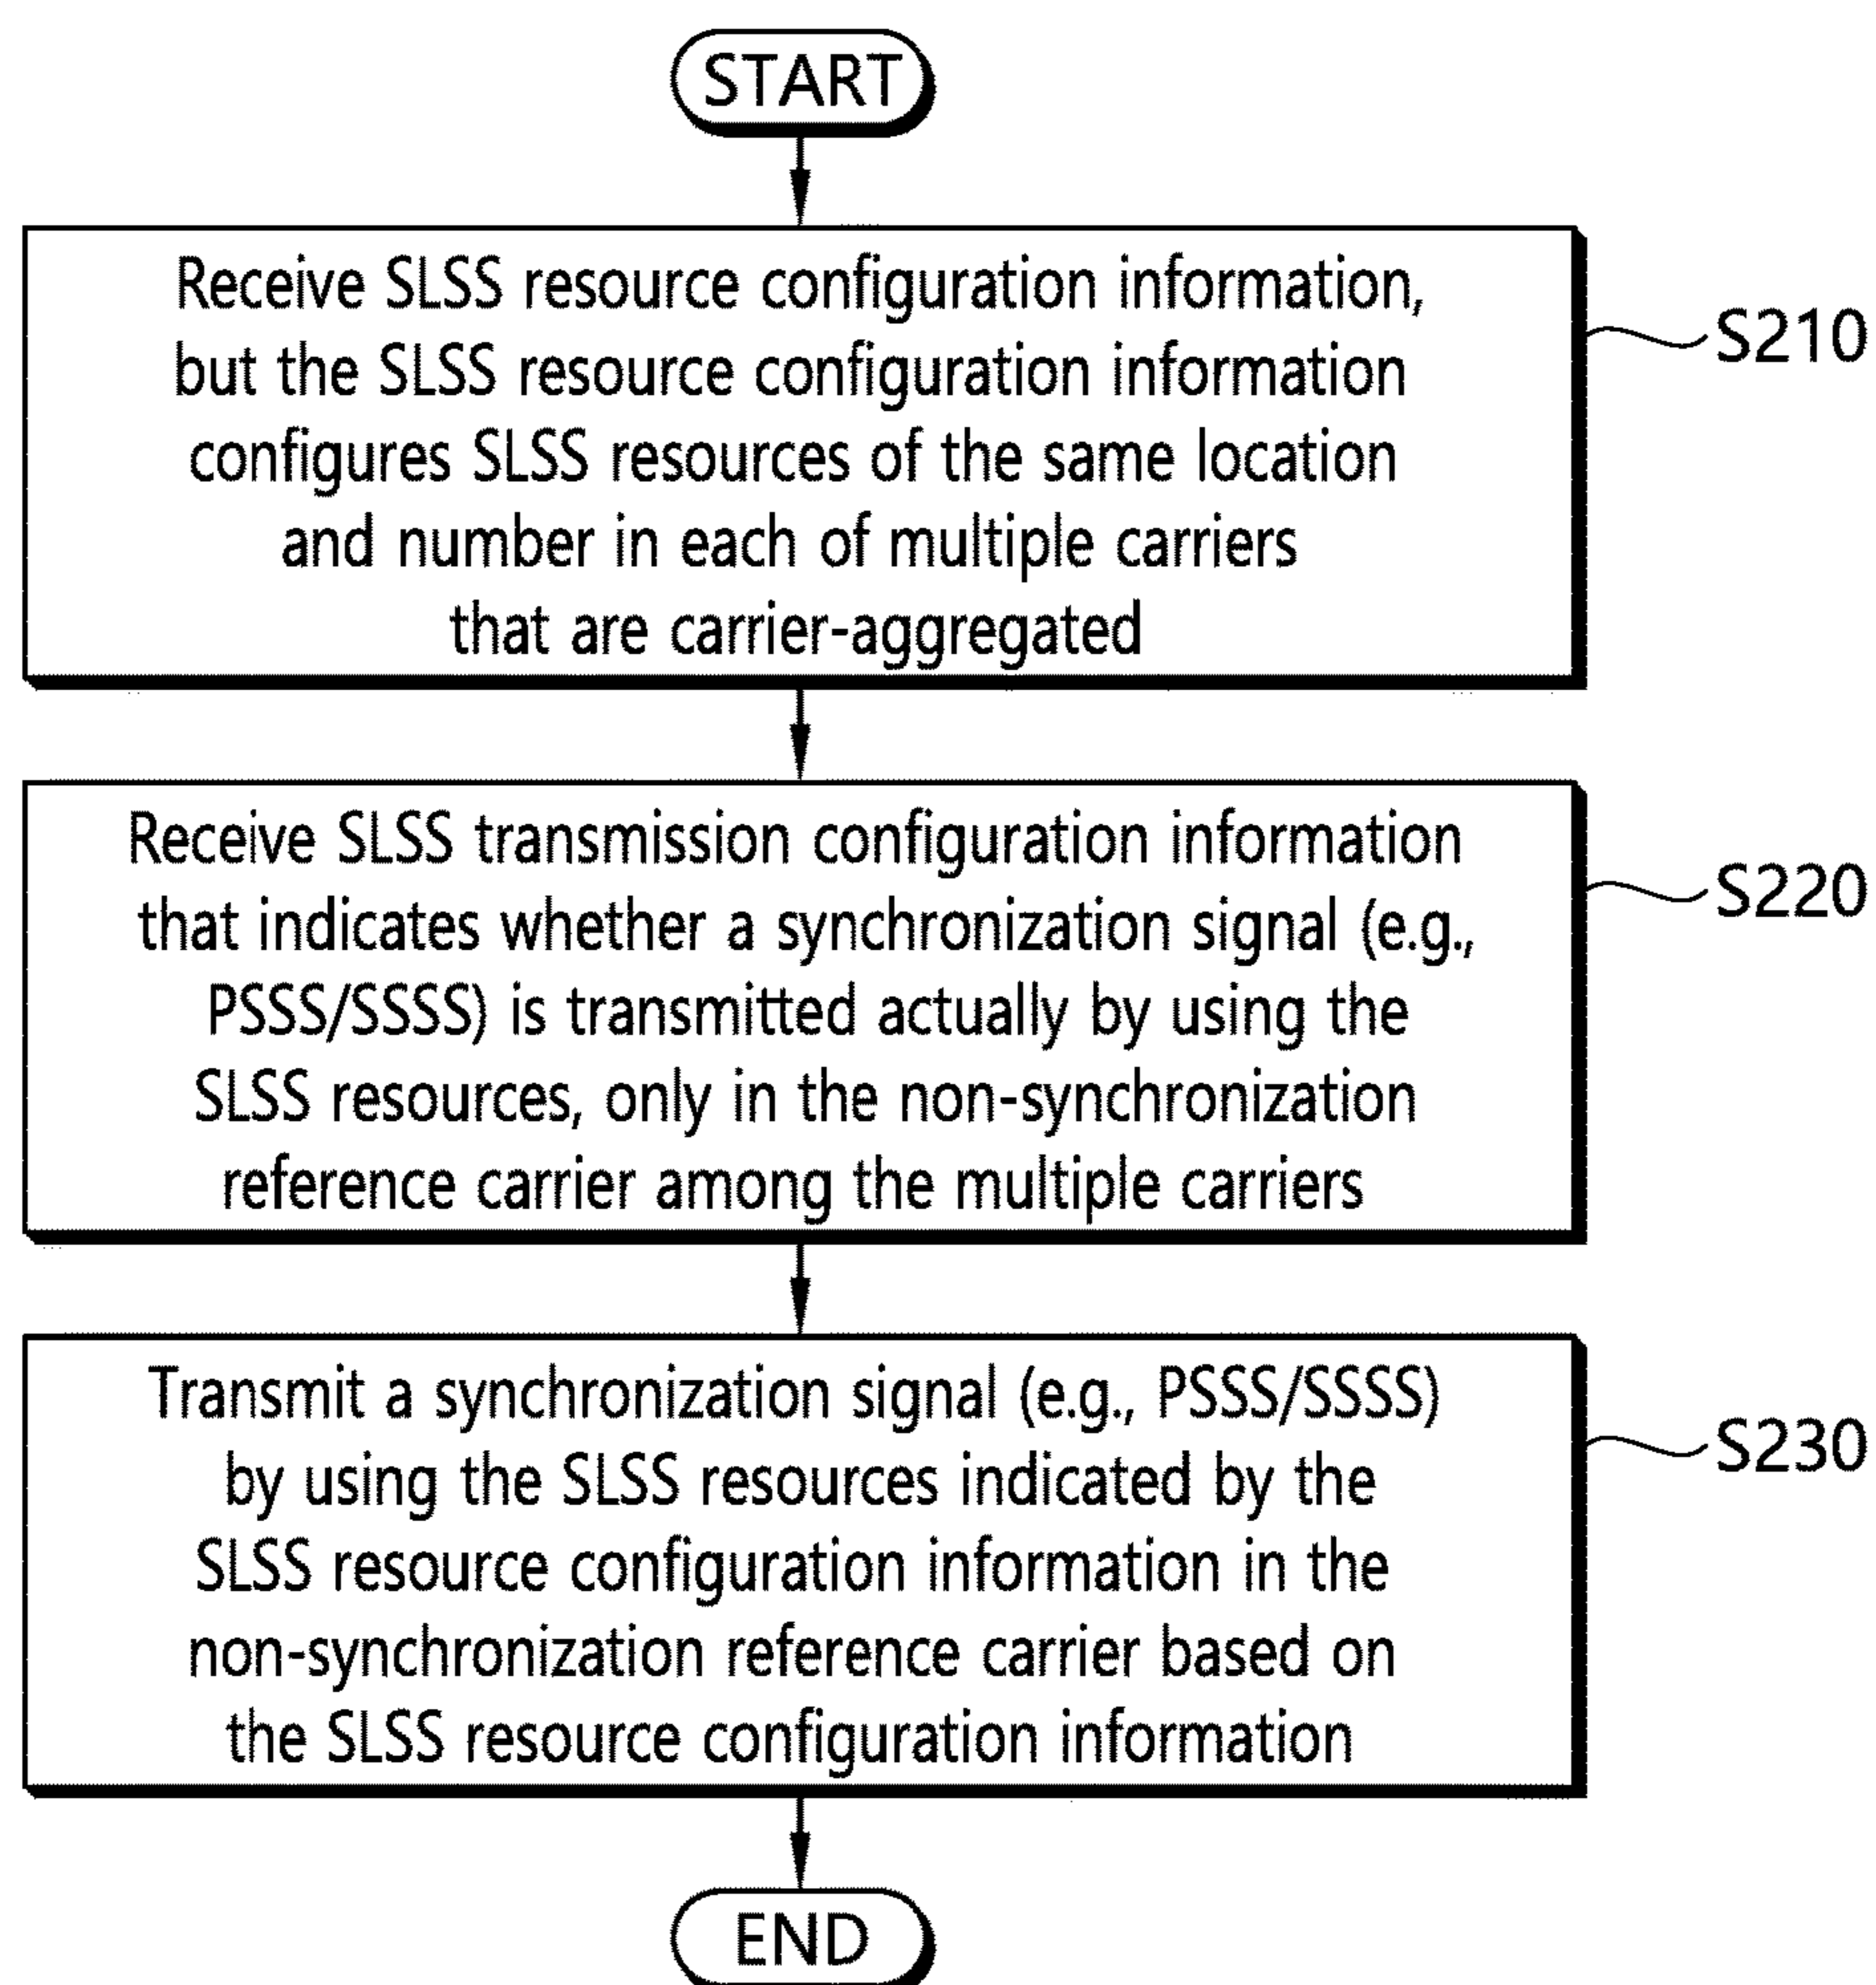 START
Receive SLSS resource configuration information,
but the SLSS resource configuration information
configures SLSS resources of the same location
and number in each of multiple carriers
that are carrier-aggregated
S210
Receive SLSS transmission configuration information
that indicates whether a synchronization signal (e.g.,
PSSS/SSSS) is transmitted actually by using the
SLSS resources, only in the non-synchronization
reference carrier among the multiple carriers
S220
Transmit a synchronization signal (e.g., PSSS/SSSS)
by using the SLSS resources indicated by the
SLSS resource configuration information in the
non-synchronization reference carrier based on
the SLSS resource configuration information
S230
END